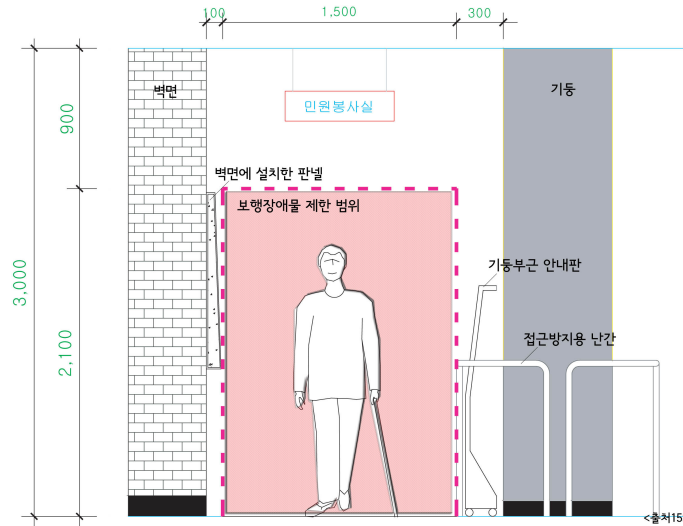 100
1,500
300
벽면
기둥
900
민원봉사실
벽면에 설치한 판넬
보행장애물 제한 범위
기둥부근 안내판
3,000
접근방지용 난간
2,100
<출처15